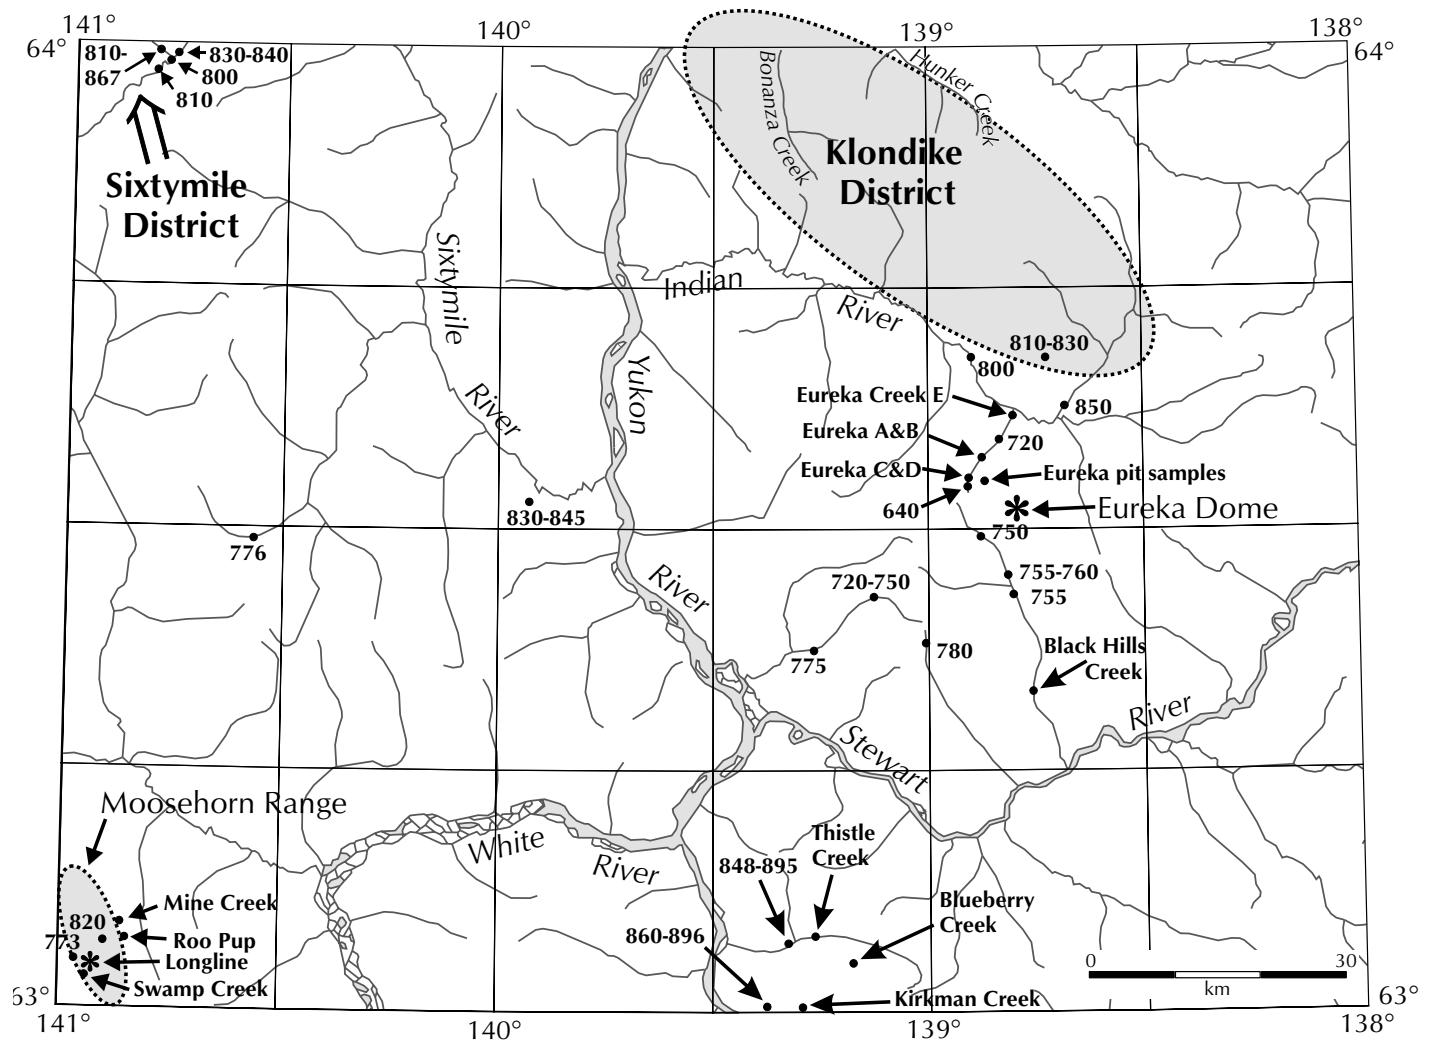 141°
140°
139°
138°
64°
64°
810-
867
830-840
800
810
Sixtymile
District
Bonanza Creek
Hunker Creek
Klondike
District
Sixtymile
River
Indian
River
Yukon
River
810-830
800
Eureka Creek E
850
Eureka A&B
720
Eureka C&D
Eureka pit samples
640
Eureka Dome
750
830-845
776
755-760
755
720-750
775
780
Black Hills
Creek
River
Stewart
Moosehorn Range
White
River
Thistle
Creek
848-895
Blueberry
Creek
860-896
Kirkman Creek
Mine Creek
820
773
Roo Pup
Longline
Swamp Creek
0
30
km
63°
63°
141°
140°
139°
138°